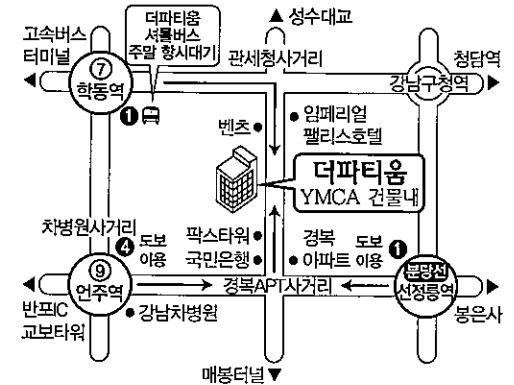 더파티움
셔틀버스
주말 항시대기
▲ 성수대교
고속버스
터미널
⑦
학동역
관세청사거리
청담역
강남구청역
❶
벤츠
임페리얼
팰리스호텔
더파티움
YMCA 건물내
차병원사거리
❹ 도보
이용
팍스타워
국민은행
경복
아파트
도보
이용
❶
⑨
언주역
경복APT사거리
분당선
선정릉역
반포IC
교보타워
강남차병원
봉은사
매봉터널▼